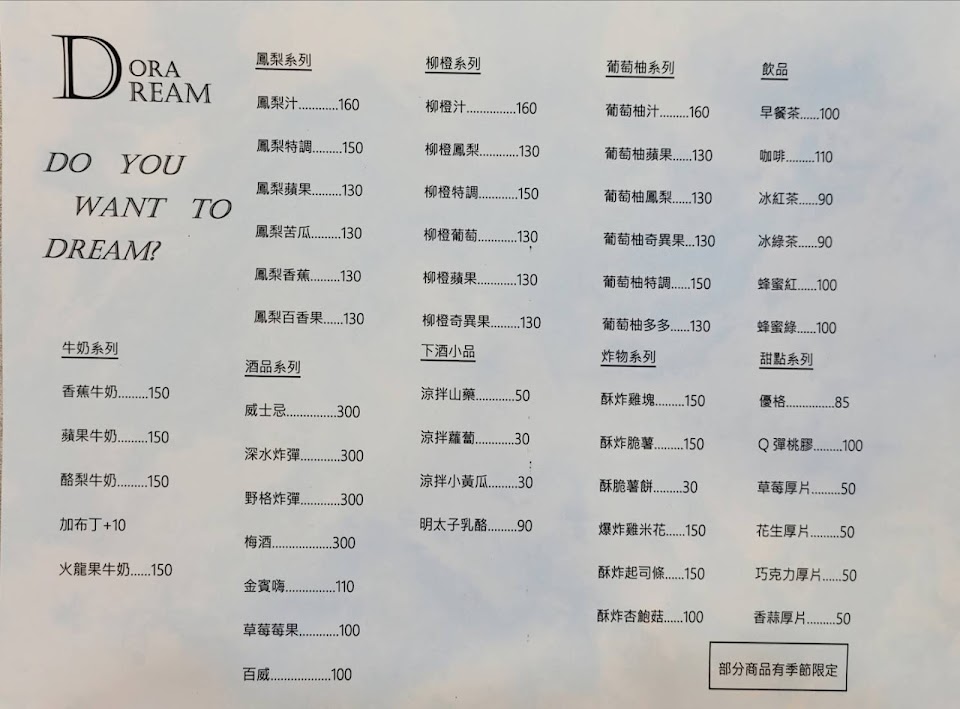 DORA
DREAM
DO YOU
WANT TO
DREAM?
鳳梨系列
鳳梨汁............160
鳳梨特調.........150
鳳梨蘋果.........130
鳳梨苦瓜.........130
鳳梨香蕉.........130
鳳梨百香果......130
柳橙系列
柳橙汁...............160
柳橙鳳梨............130
柳橙特調............150
柳橙葡萄............130
柳橙蘋果............130
柳橙奇異果.........130
葡萄柚系列
葡萄柚汁.........160
葡萄柚蘋果......130
葡萄柚鳳梨......130
葡萄柚奇異果...130
葡萄柚特調......150
葡萄柚多多......130
飲品
早餐茶......100
咖啡.........110
冰紅茶......90
冰綠茶......90
蜂蜜紅......100
蜂蜜綠......100
牛奶系列
香蕉牛奶.........150
蘋果牛奶.........150
酪梨牛奶.........150
加布丁+10
火龍果牛奶......150
酒品系列
威士忌...............300
深水炸彈............300
野格炸彈............300
梅酒..................300
金賓嗨...............110
草莓莓果............100
百威..................100
下酒小品
涼拌山藥............50
涼拌蘿蔔............30
涼拌小黃瓜.........30
明太子乳酪.........90
炸物系列
酥炸雞塊.........150
酥炸脆薯.........150
酥脆薯餅.........30
爆炸雞米花......150
酥炸起司條......150
酥炸杏鮑菇......100
甜點系列
優格...............85
Q 彈桃膠.........100
草莓厚片.........50
花生厚片.........50
巧克力厚片......50
香蒜厚片.........50
部分商品有季節限定